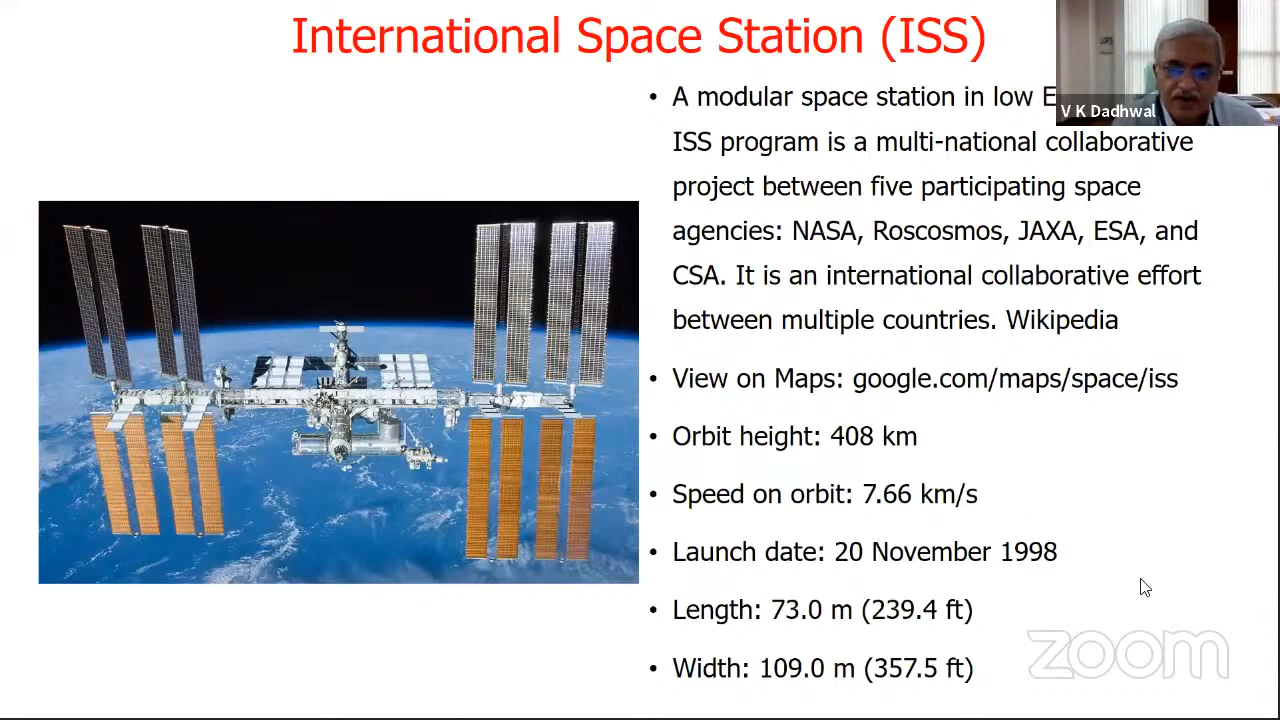 International Space Station (ISS)
• A modular space station in low E
V K Dadhwal
ISS program is a multi-national collaborative
project between five participating space
agencies: NASA, Roscosmos, JAXA, ESA, and
CSA. It is an international collaborative effort
between multiple countries. Wikipedia
• View on Maps: google.com/maps/space/iss
• Orbit height: 408 km
• Speed on orbit: 7.66 km/s
• Launch date: 20 November 1998
• Length: 73.0 m (239.4 ft)
• Width: 109.0 m (357.5 ft)
zoom